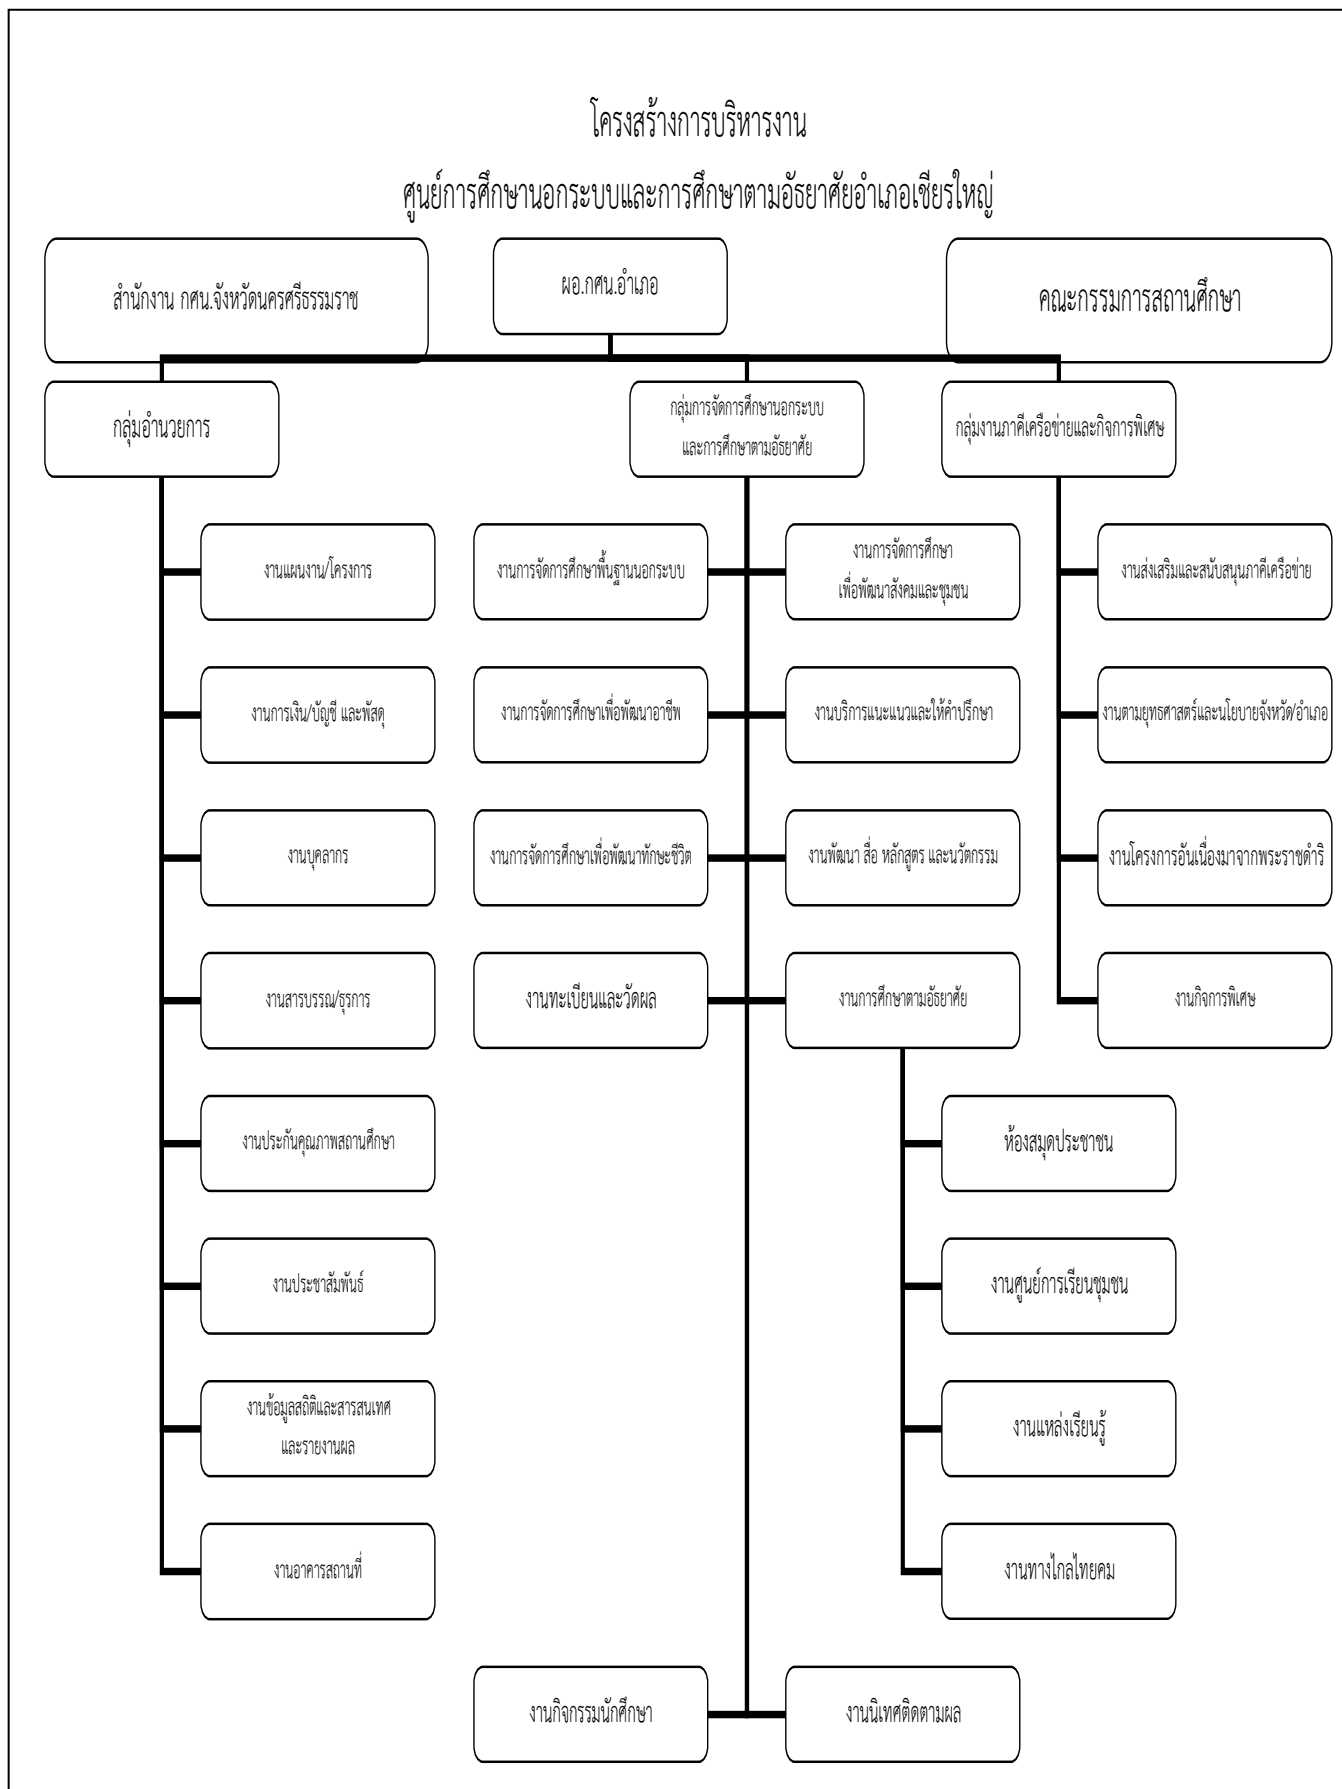 โครงสร้างการบริหารงาน
ศูนย์การศึกษานอกระบบและการศึกษาตามอัธยาศัยอำเภอเชียรใหญ่
สำนักงาน กศน.จังหวัดนครศรีธรรมราช
ผอ.กศน.อำเภอ
คณะกรรมการสถานศึกษา
กลุ่มอำนวยการ
กลุ่มการจัดการศึกษานอกระบบ
และการศึกษาตามอัธยาศัย
กลุ่มงานภาคีเครือข่ายและกิจการพิเศษ
งานแผนงาน/โครงการ
งานการจัดการศึกษาพื้นฐานนอกระบบ
งานการจัดการศึกษา
เพื่อพัฒนาสังคมและชุมชน
งานส่งเสริมและสนับสนุนภาคีเครือข่าย
งานการเงิน/บัญชี และพัสดุ
งานการจัดการศึกษาเพื่อพัฒนาอาชีพ
งานบริการแนะแนวและให้คำปรึกษา
งานตามยุทธศาสตร์และนโยบายจังหวัด/อำเภอ
งานบุคลากร
งานการจัดการศึกษาเพื่อพัฒนาทักษะชีวิต
งานพัฒนา สื่อ หลักสูตร และนวัตกรรม
งานโครงการอันเนื่องมาจากพระราชดำริ
งานสารบรรณ/ธุรการ
งานทะเบียนและวัดผล
งานการศึกษาตามอัธยาศัย
งานกิจการพิเศษ
งานประกันคุณภาพสถานศึกษา
ห้องสมุดประชาชน
งานประชาสัมพันธ์
งานศูนย์การเรียนชุมชน
งานข้อมูลสถิติและสารสนเทศ
และรายงานผล
งานแหล่งเรียนรู้
งานอาคารสถานที่
งานทางไกลไทยคม
งานกิจกรรมนักศึกษา
งานนิเทศติดตามผล